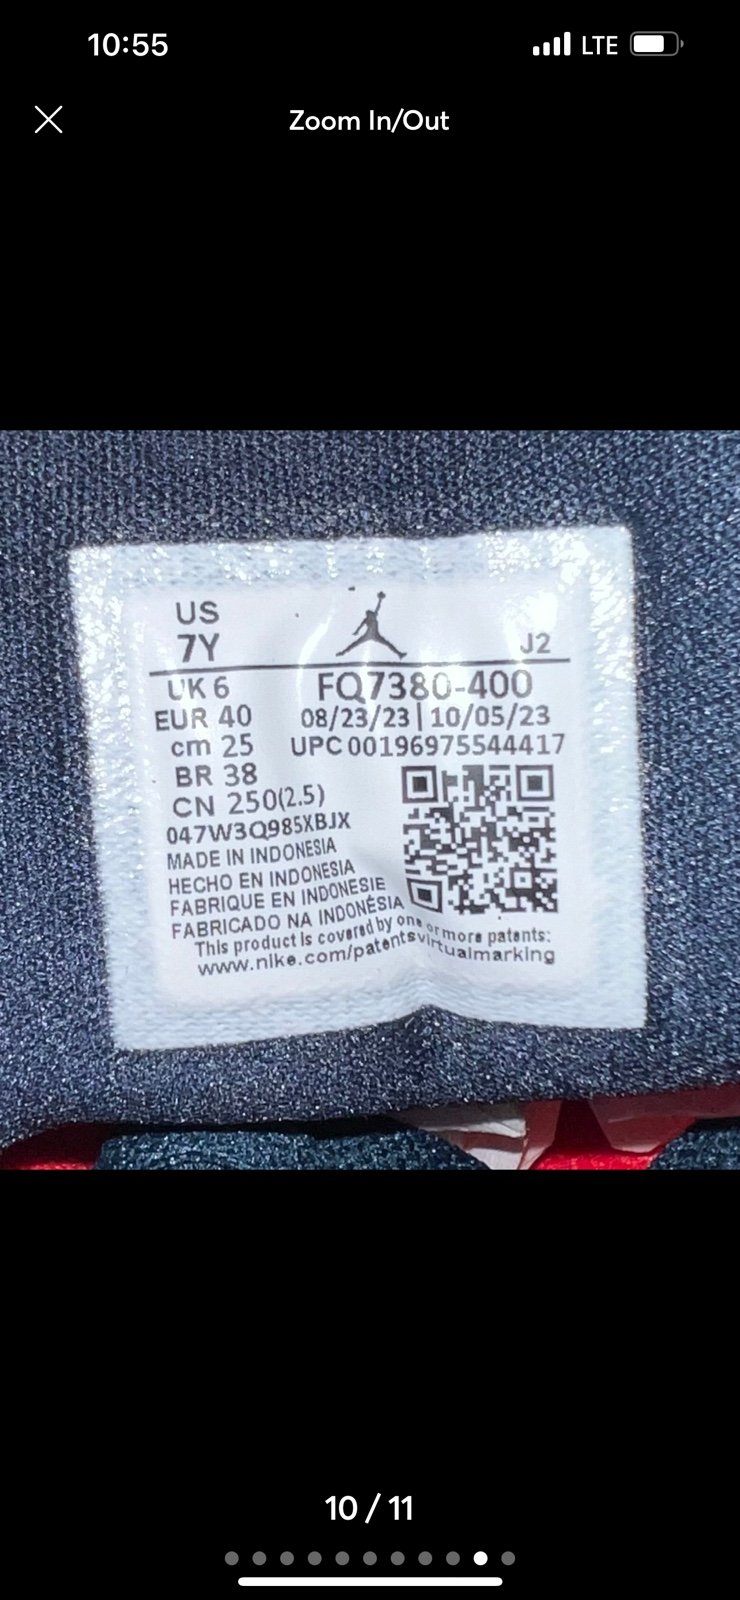 10:55
LTE
Zoom In/Out
US
7Y
J2
UK 6
FQ7380-400
EUR 40
08/23/23 | 10/05/23
cm 25
UPC 00196975544417
BR 38
CN 250(2.5)
047W3Q985XBJX
MADE IN INDONESIA
HECHO EN INDONESIA
FABRIQUE EN INDONESIE
FABRICADO NA INDONÉSIA
This product is covered by one or more patents:
www.nike.com/patentsvirtualmarking
10 / 11